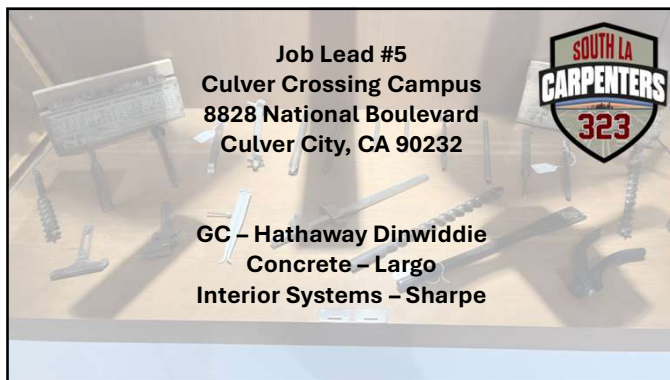 Job Lead #5
Culver Crossing Campus
8828 National Boulevard
Culver City, CA 90232
SOUTH LA
CARPENTERS
323
GC – Hathaway Dinwiddie
Concrete – Largo
Interior Systems – Sharpe